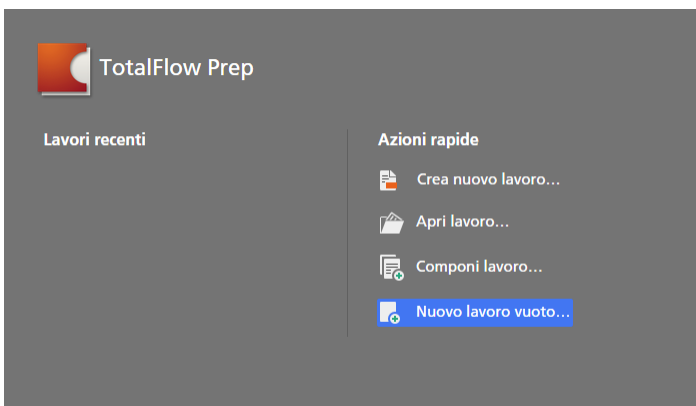 TotalFlow Prep
Lavori recenti
Azioni rapide
Crea nuovo lavoro...
Apri lavoro...
Componi lavoro...
Nuovo lavoro vuoto...